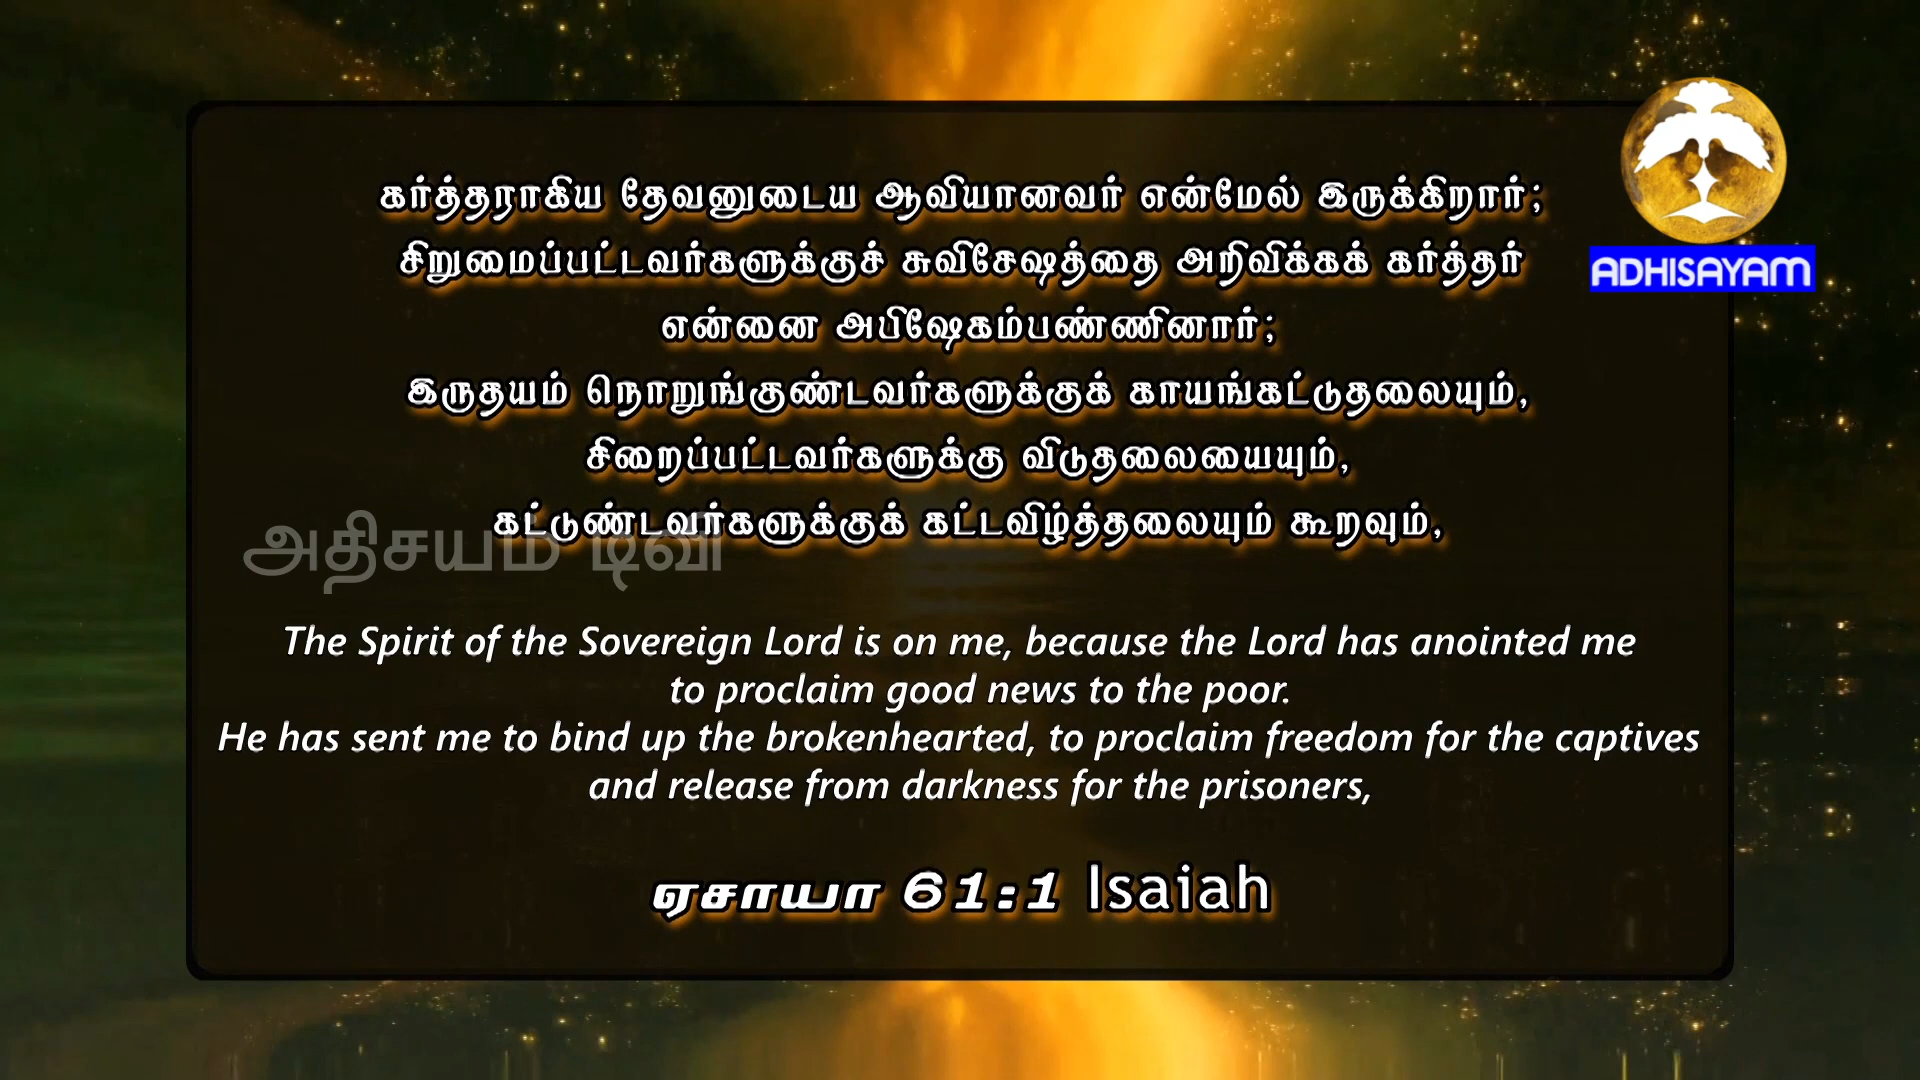 கர்த்தராகிய தேவனுடைய ஆவியானவர் என்மேல் இருக்கிறார்;
சிறுமைப்பட்டவர்களுக்குச் சுவிசேஷத்தை அறிவிக்கக் கர்த்தர்
என்னை அபிஷேகம்பண்ணினார்;
இருதயம் நொறுங்குண்டவர்களுக்குக் காயங்கட்டுதலையும்,
சிறைப்பட்டவர்களுக்கு விடுதலையையும்,
கட்டுண்டவர்களுக்குக் கட்டவிழ்த்தலையும் கூறவும்,
அதிசயம் டிவி
The Spirit of the Sovereign Lord is on me, because the Lord has anointed me
to proclaim good news to the poor.
He has sent me to bind up the brokenhearted, to proclaim freedom for the captives
and release from darkness for the prisoners,
ஏசாயா 61:1 Isaiah
ADHISAYAM